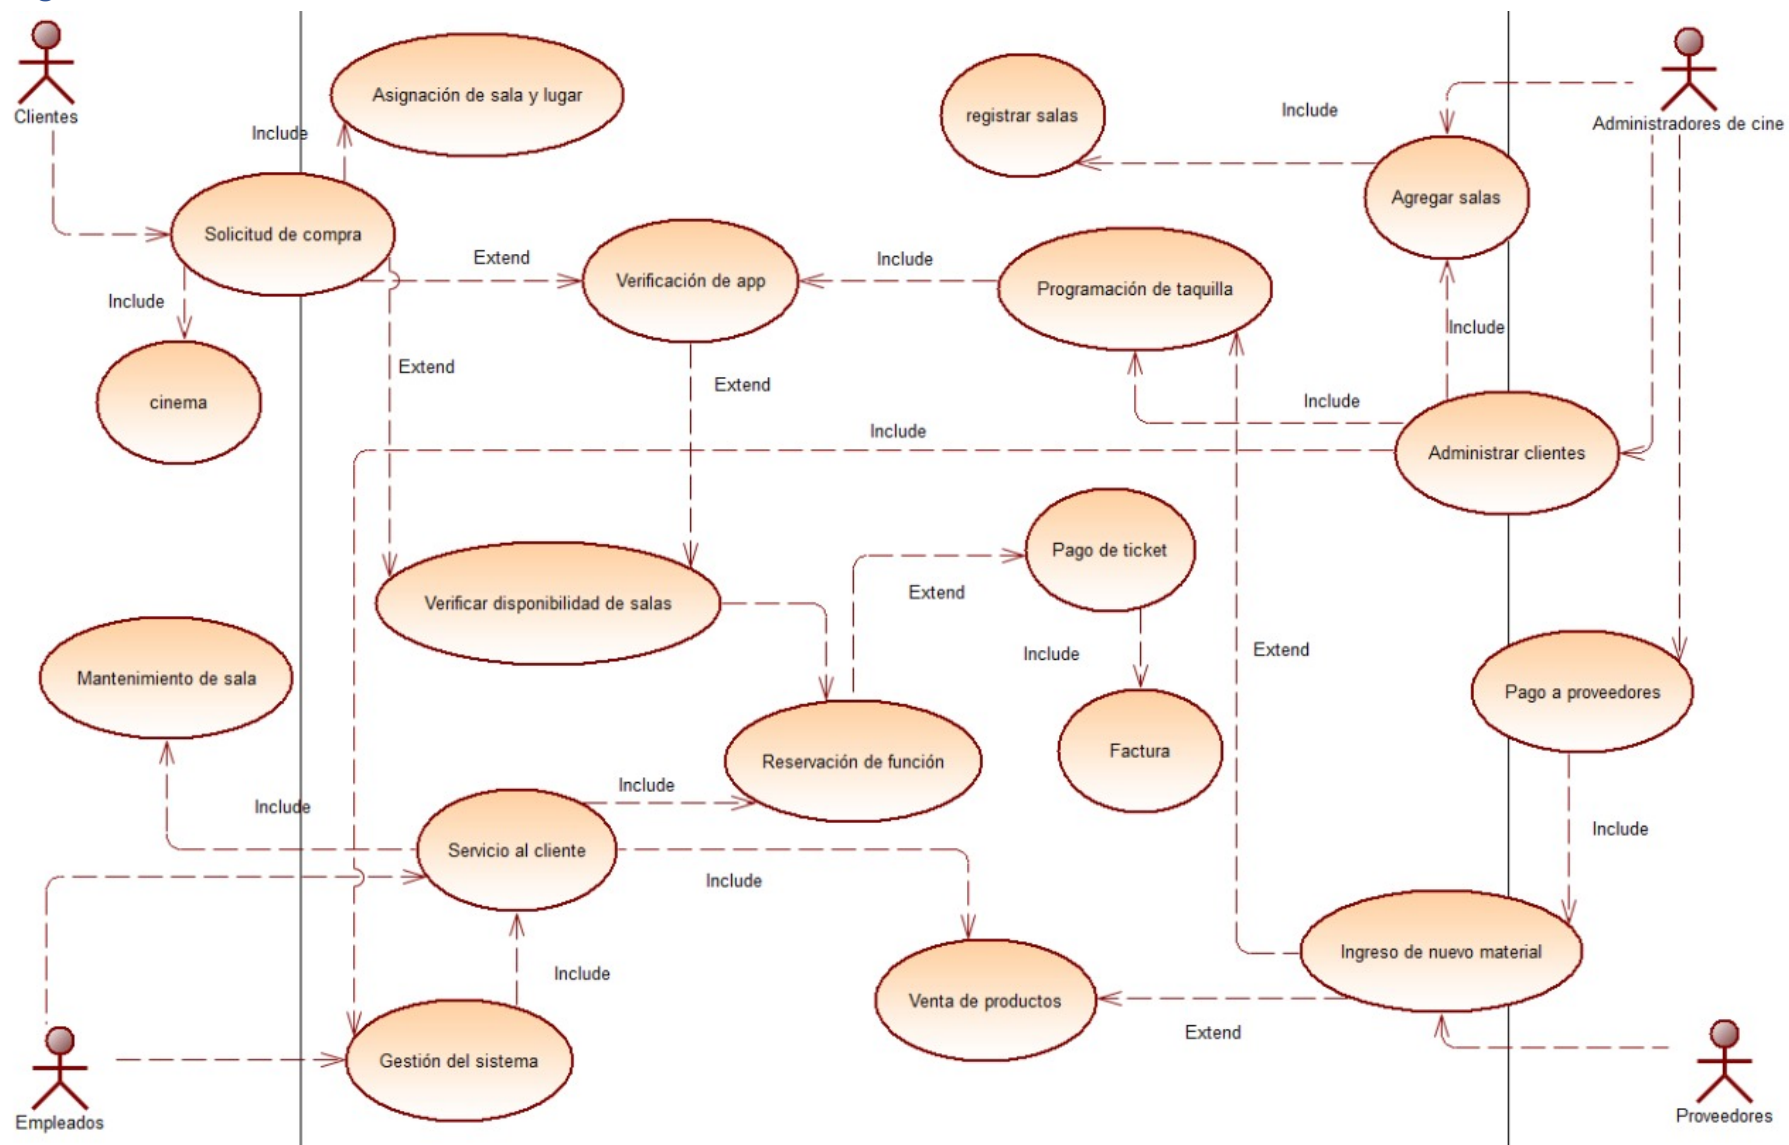 Clientes
Asignación de sala y lugar
Include
registrar salas
Include
Administradores de cine
Agregar salas
Solicitud de compra
Extend
Verificación de app
Include
Programación de taquilla
Include
Include
cinema
Extend
Extend
Include
Include
Administrar clientes
Pago de ticket
Extend
Verificar disponibilidad de salas
Include
Extend
Mantenimiento de sala
Pago a proveedores
Reservación de función
Factura
Include
Include
Include
Servicio al cliente
Include
Ingreso de nuevo material
Include
Venta de productos
Extend
Gestión del sistema
Empleados
Proveedores